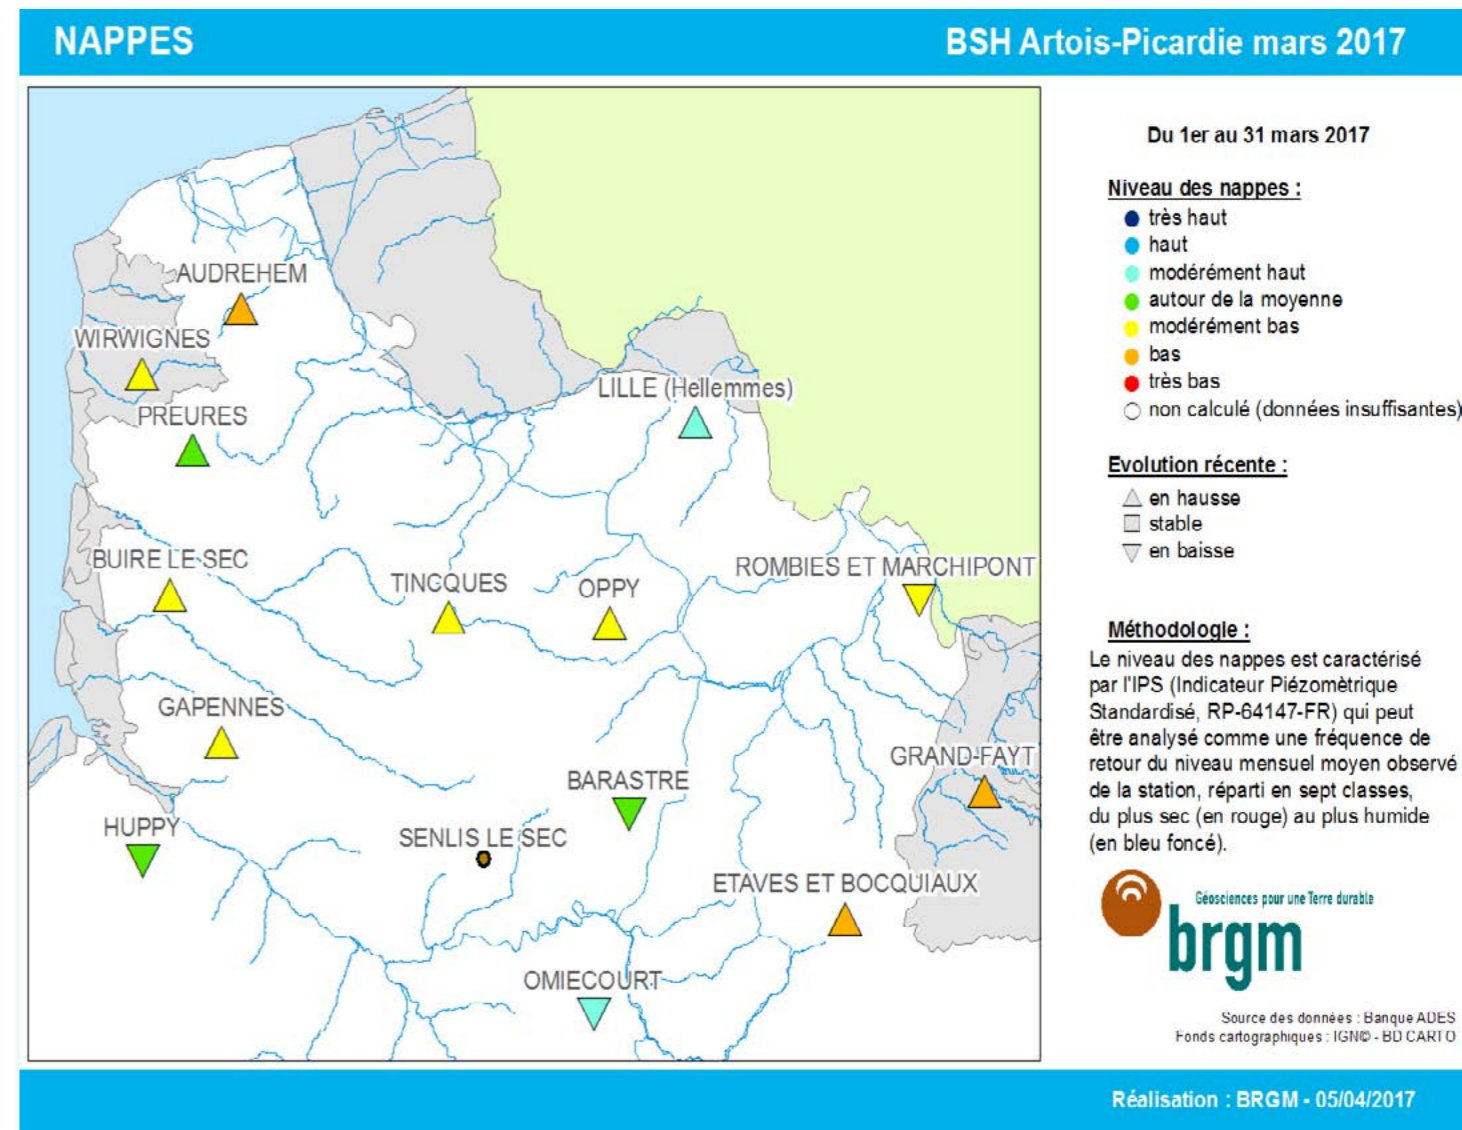 NAPPES
BSH Artois-Picardie mars 2017
AUDREHEM
WIRWIGNES
PREURES
LILLE (Hellemmes)
BUIRE LE SEC
TINCQUES
OPPY
ROMBIES ET MARCHIPONT
GAPENNES
GRAND-FAYT
BARASTRE
HUPPY
SENLIS LE SEC
ETAVES ET BOCQUIAUX
OMIECOURT
Du 1er au 31 mars 2017
Niveau des nappes :
très haut
haut
modérément haut
autour de la moyenne
modérément bas
bas
très bas
non calculé (données insuffisantes)
Evolution récente :
en hausse
stable
en baisse
Méthodologie :
Le niveau des nappes est caractérisé
par l'IPS (Indicateur Piézomètrique
Standardisé, RP-64147-FR) qui peut
être analysé comme une fréquence de
retour du niveau mensuel moyen observé
de la station, réparti en sept classes,
du plus sec (en rouge) au plus humide
(en bleu foncé).
Géosciences pour une Terre durable
brgm
Source des données : Banque ADES
Fonds cartographiques : IGN© - BD CARTO
Réalisation : BRGM - 05/04/2017